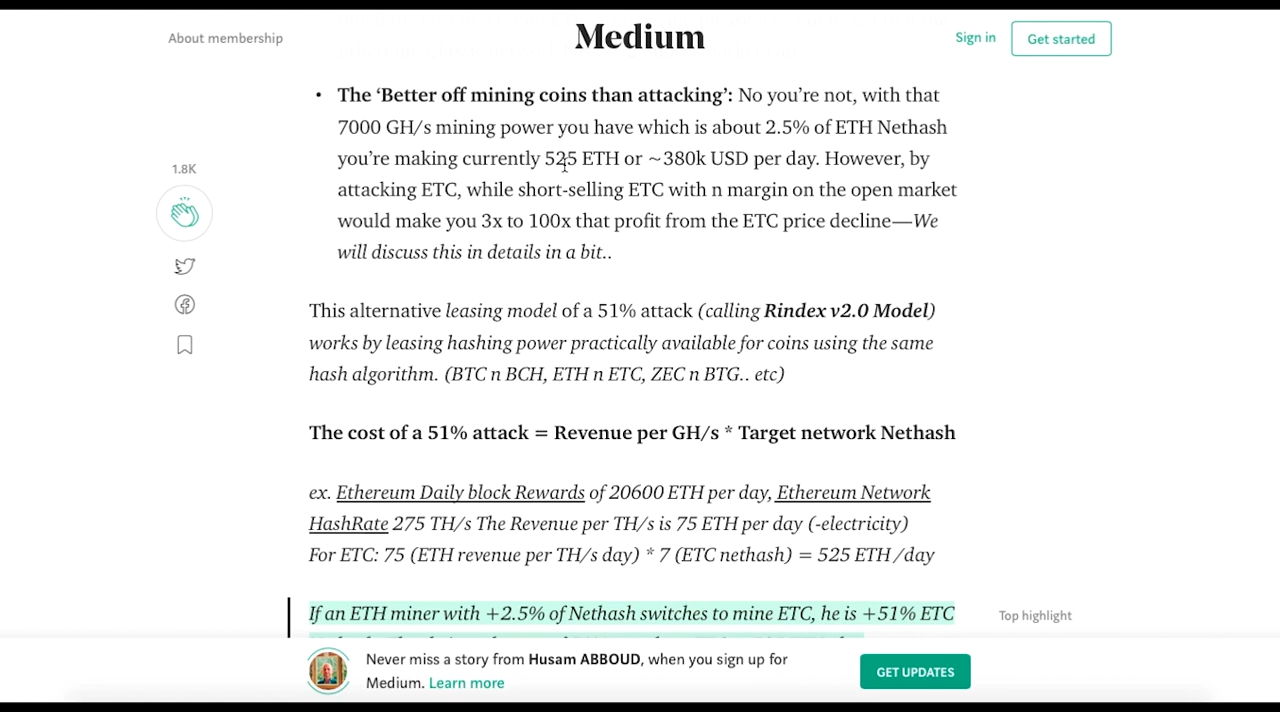 About membership
Medium
Sign in
Get started
• The ‘Better off mining coins than attacking’: No you’re not, with that
7000 GH/s mining power you have which is about 2.5% of ETH Nethash
you’re making currently 525 ETH or ~380k USD per day. However, by
attacking ETC, while short-selling ETC with n margin on the open market
would make you 3x to 100x that profit from the ETC price decline—We
will discuss this in details in a bit..
1.8K
This alternative leasing model of a 51% attack (calling Rindex v2.0 Model)
works by leasing hashing power practically available for coins using the same
hash algorithm. (BTC n BCH, ETH n ETC, ZEC n BTG.. etc)
The cost of a 51% attack = Revenue per GH/s * Target network Nethash
ex. Ethereum Daily block Rewards of 20600 ETH per day, Ethereum Network
HashRate 275 TH/s The Revenue per TH/s is 75 ETH per day (-electricity)
For ETC: 75 (ETH revenue per TH/s day) * 7 (ETC nethash) = 525 ETH/day
If an ETH miner with +2.5% of Nethash switches to mine ETC, he is +51% ETC
Top highlight
Never miss a story from Husam ABBOUD, when you sign up for
Medium. Learn more
GET UPDATES